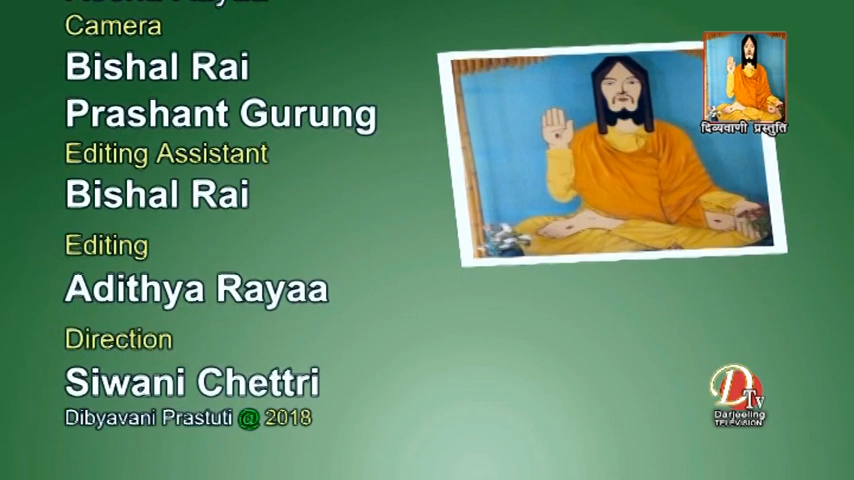 Camera
Bishal Rai
Prashant Gurung
Editing Assistant
Bishal Rai
Editing
Adithya Rayaa
Direction
Siwani Chettri
Dibyavani Prastuti @ 2018
दिव्यवाणी प्रस्तुति
DTv
Darjeeling
TELEVISION